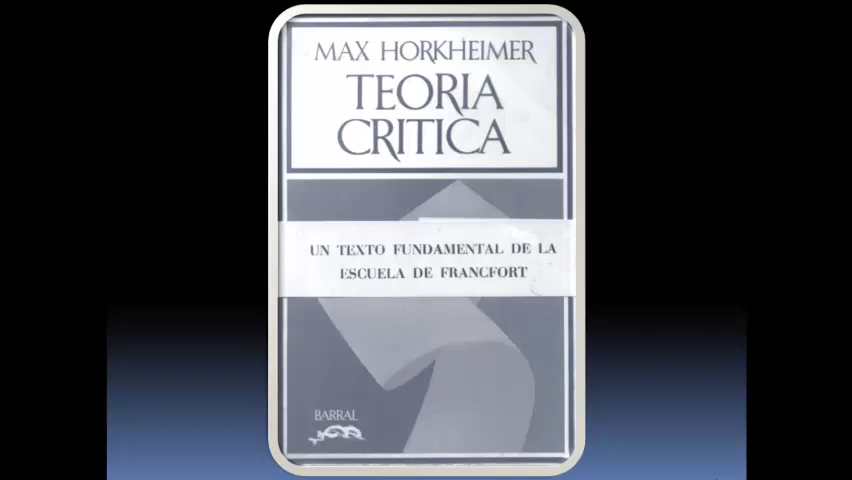 MAX HORKHEIMER
TEORIA
CRITICA
UN TEXTO FUNDAMENTAL DE LA
ESCUELA DE FRANCFORT
BARRAL